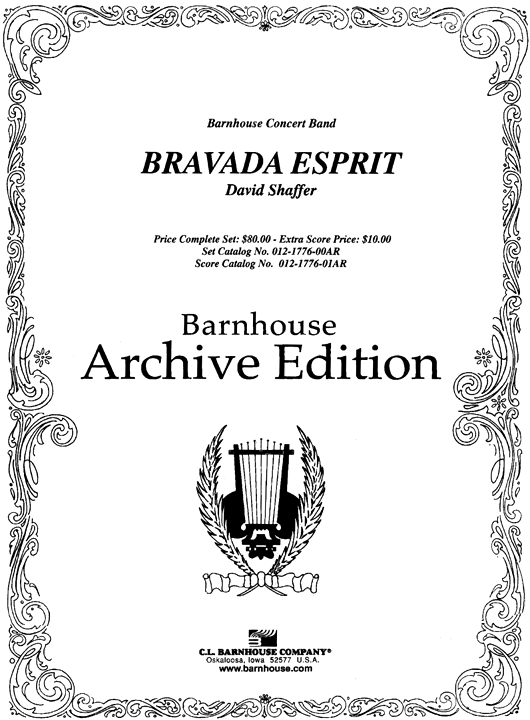 Barnhouse Concert Band
BRAVADA ESPRIT
David Shaffer
Price Complete Set: $80.00 - Extra Score Price: $10.00
Set Catalog No. 012-1776-00AR
Score Catalog No. 012-1776-01AR
Barnhouse
Archive Edition
C.L. BARNHOUSE COMPANY®
Oskaloosa, Iowa 52577 U.S.A.
www.barnhouse.com